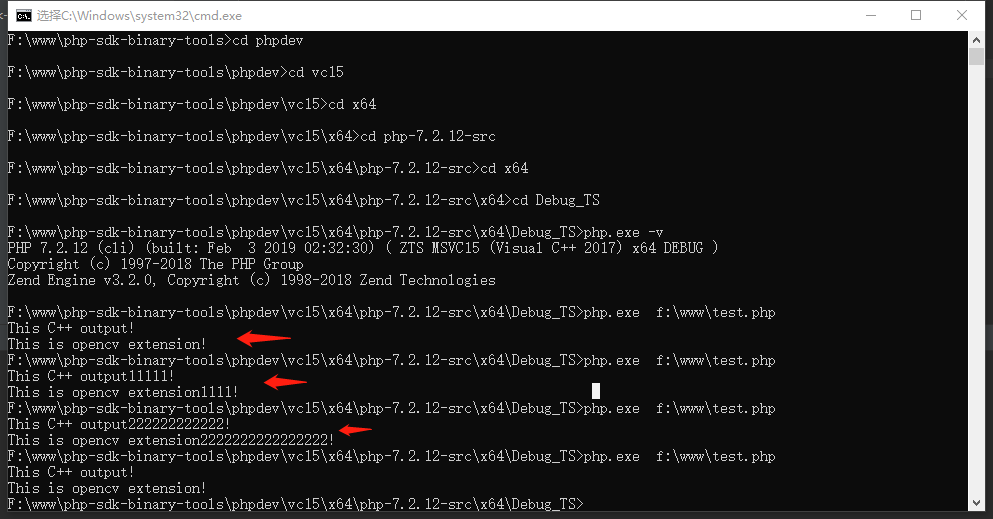 选择C:\Windows\system32\cmd.exe
F:\www\php-sdk-binary-tools>cd phpdev
F:\www\php-sdk-binary-tools\phpdev>cd vc15
F:\www\php-sdk-binary-tools\phpdev\vc15>cd x64
F:\www\php-sdk-binary-tools\phpdev\vc15\x64>cd php-7.2.12-src
F:\www\php-sdk-binary-tools\phpdev\vc15\x64\php-7.2.12-src>cd x64
F:\www\php-sdk-binary-tools\phpdev\vc15\x64\php-7.2.12-src\x64>cd Debug_TS
F:\www\php-sdk-binary-tools\phpdev\vc15\x64\php-7.2.12-src\x64\Debug_TS>php.exe -v
PHP 7.2.12 (cli) (built: Feb  3 2019 02:32:30) ( ZTS MSVC15 (Visual C++ 2017) x64 DEBUG )
Copyright (c) 1997-2018 The PHP Group
Zend Engine v3.2.0, Copyright (c) 1998-2018 Zend Technologies
F:\www\php-sdk-binary-tools\phpdev\vc15\x64\php-7.2.12-src\x64\Debug_TS>php.exe  f:\www\test.php
This C++ output!
This is opencv extension!
F:\www\php-sdk-binary-tools\phpdev\vc15\x64\php-7.2.12-src\x64\Debug_TS>php.exe  f:\www\test.php
This C++ output11111!
This is opencv extension1111!
F:\www\php-sdk-binary-tools\phpdev\vc15\x64\php-7.2.12-src\x64\Debug_TS>php.exe  f:\www\test.php
This C++ output222222222222!
This is opencv extension2222222222222222!
F:\www\php-sdk-binary-tools\phpdev\vc15\x64\php-7.2.12-src\x64\Debug_TS>php.exe  f:\www\test.php
This C++ output!
This is opencv extension!
F:\www\php-sdk-binary-tools\phpdev\vc15\x64\php-7.2.12-src\x64\Debug_TS>